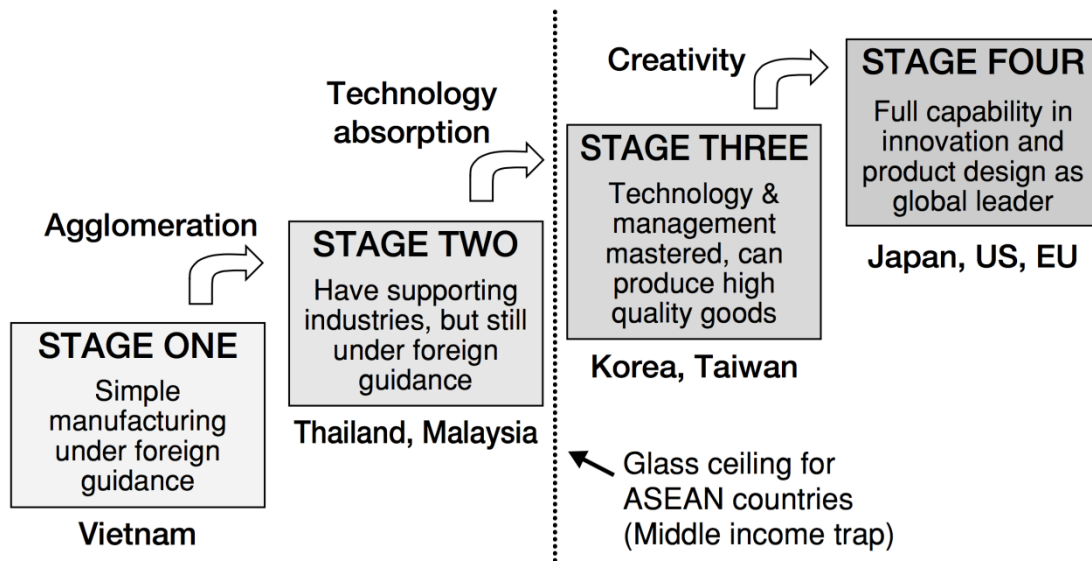 Agglomeration
STAGE ONE
Simple
manufacturing
under foreign
guidance
Vietnam
Technology
absorption
STAGE TWO
Have supporting
industries, but still
under foreign
guidance
Thailand, Malaysia
Creativity
STAGE THREE
Technology &
management
mastered, can
produce high
quality goods
Korea, Taiwan
STAGE FOUR
Full capability in
innovation and
product design as
global leader
Japan, US, EU
Glass ceiling for
ASEAN countries
(Middle income trap)